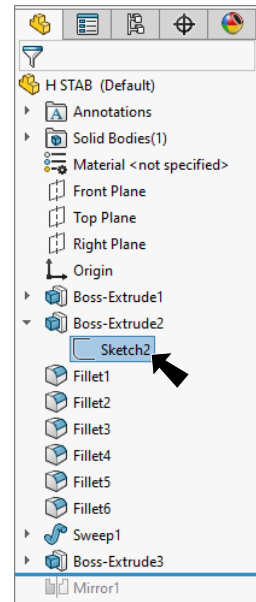 H STAB (Default)
Annotations
Solid Bodies(1)
Material <not specified>
Front Plane
Top Plane
Right Plane
Origin
Boss-Extrude1
Boss-Extrude2
Sketch2
Fillet1
Fillet2
Fillet3
Fillet4
Fillet5
Fillet6
Sweep1
Boss-Extrude3
Mirror1